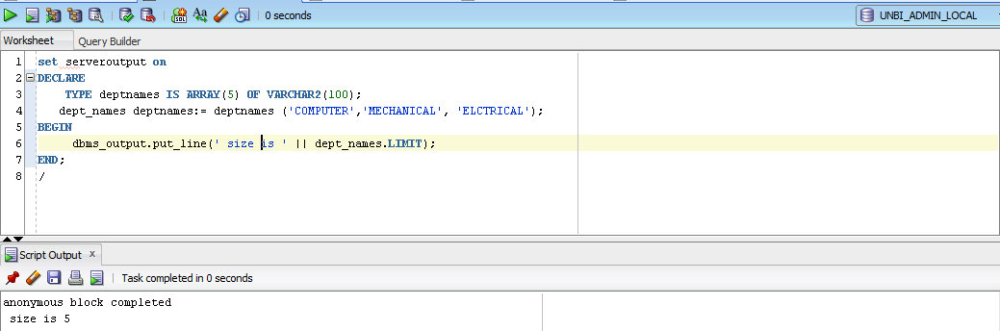 0 seconds
UNBI_ADMIN_LOCAL
Worksheet Query Builder
1 set serveroutput on
2 DECLARE
3 TYPE deptnames IS ARRAY(5) OF VARCHAR2(100);
4 dept_names deptnames:= deptnames ('COMPUTER','MECHANICAL', 'ELCTRICAL');
5 BEGIN
6 dbms_output.put_line(' size is ' || dept_names.LIMIT);
7 END;
8 /
Script Output x
Task completed in 0 seconds
anonymous block completed
size is 5